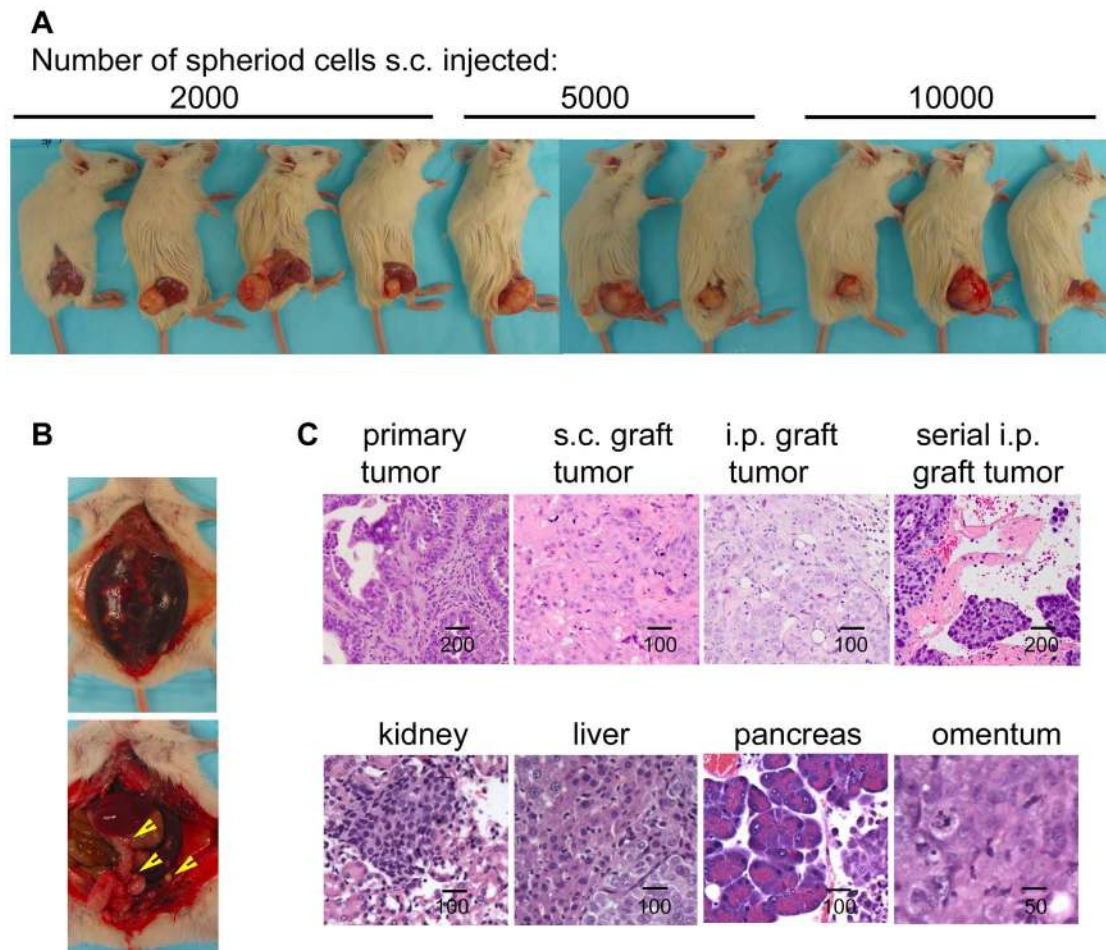 A
Number of spheriod cells s.c. injected:
2000 5000 10000
B
C
primary tumor
s.c. graft tumor
i.p. graft tumor
serial i.p. graft tumor
200 100 100 200
kidney liver pancreas omentum
100 100 100 50